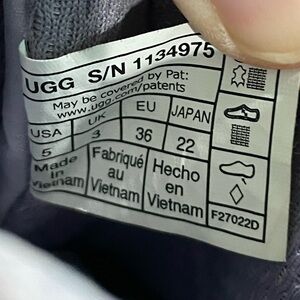 UGG S/N 1134975
May be covered by Pat:
www.ugg.com/patents
USA UK EU JAPAN
5 3 36 22
Made in Vietnam
Fabriqué au Vietnam
Hecho en Vietnam
F27022D